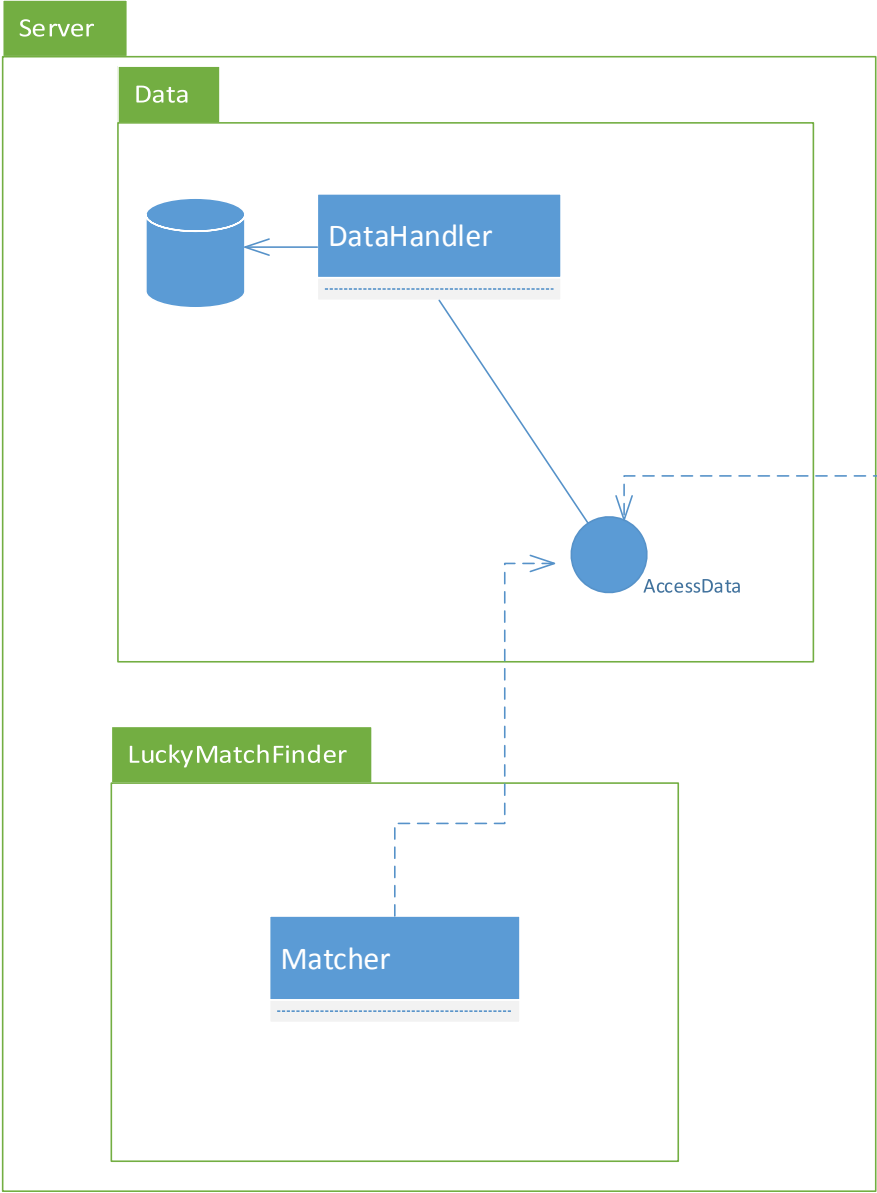 Server
Data
DataHandler
AccessData
LuckyMatchFinder
Matcher